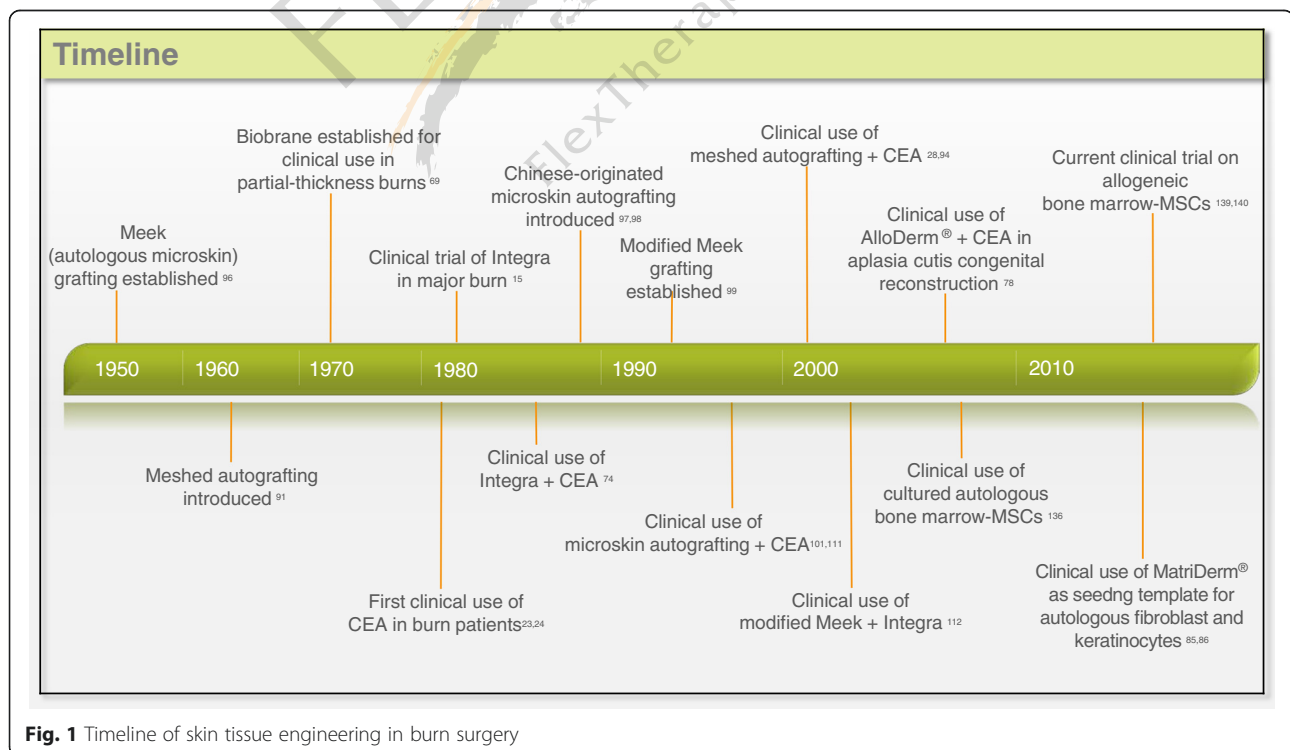 Timeline
FlexTherap
Biobrane established for
clinical use in
partial-thickness burns 69
Clinical use of
meshed autografting + CEA 28,94
Current clinical trial on
allogeneic
bone marrow-MSCs 139,140
Chinese-originated
microskin autografting
introduced 97,98
Clinical use of
AlloDerm® + CEA in
aplasia cutis congenital
reconstruction 78
Meek
(autologous microskin)
grafting established 96
Clinical trial of Integra
in major burn 15
Modified Meek
grafting
established 99
1950 1960 1970 1980 1990 2000 2010
Meshed autografting
introduced 91
Clinical use of
Integra + CEA 74
Clinical use of
cultured autologous
bone marrow-MSCs 136
Clinical use of
microskin autografting + CEA101,111
First clinical use of
CEA in burn patients23,24
Clinical use of
modified Meek + Integra 112
Clinical use of MatriDerm®
as seedng template for
autologous fibroblast and
keratinocytes 85,86
Fig. 1 Timeline of skin tissue engineering in burn surgery